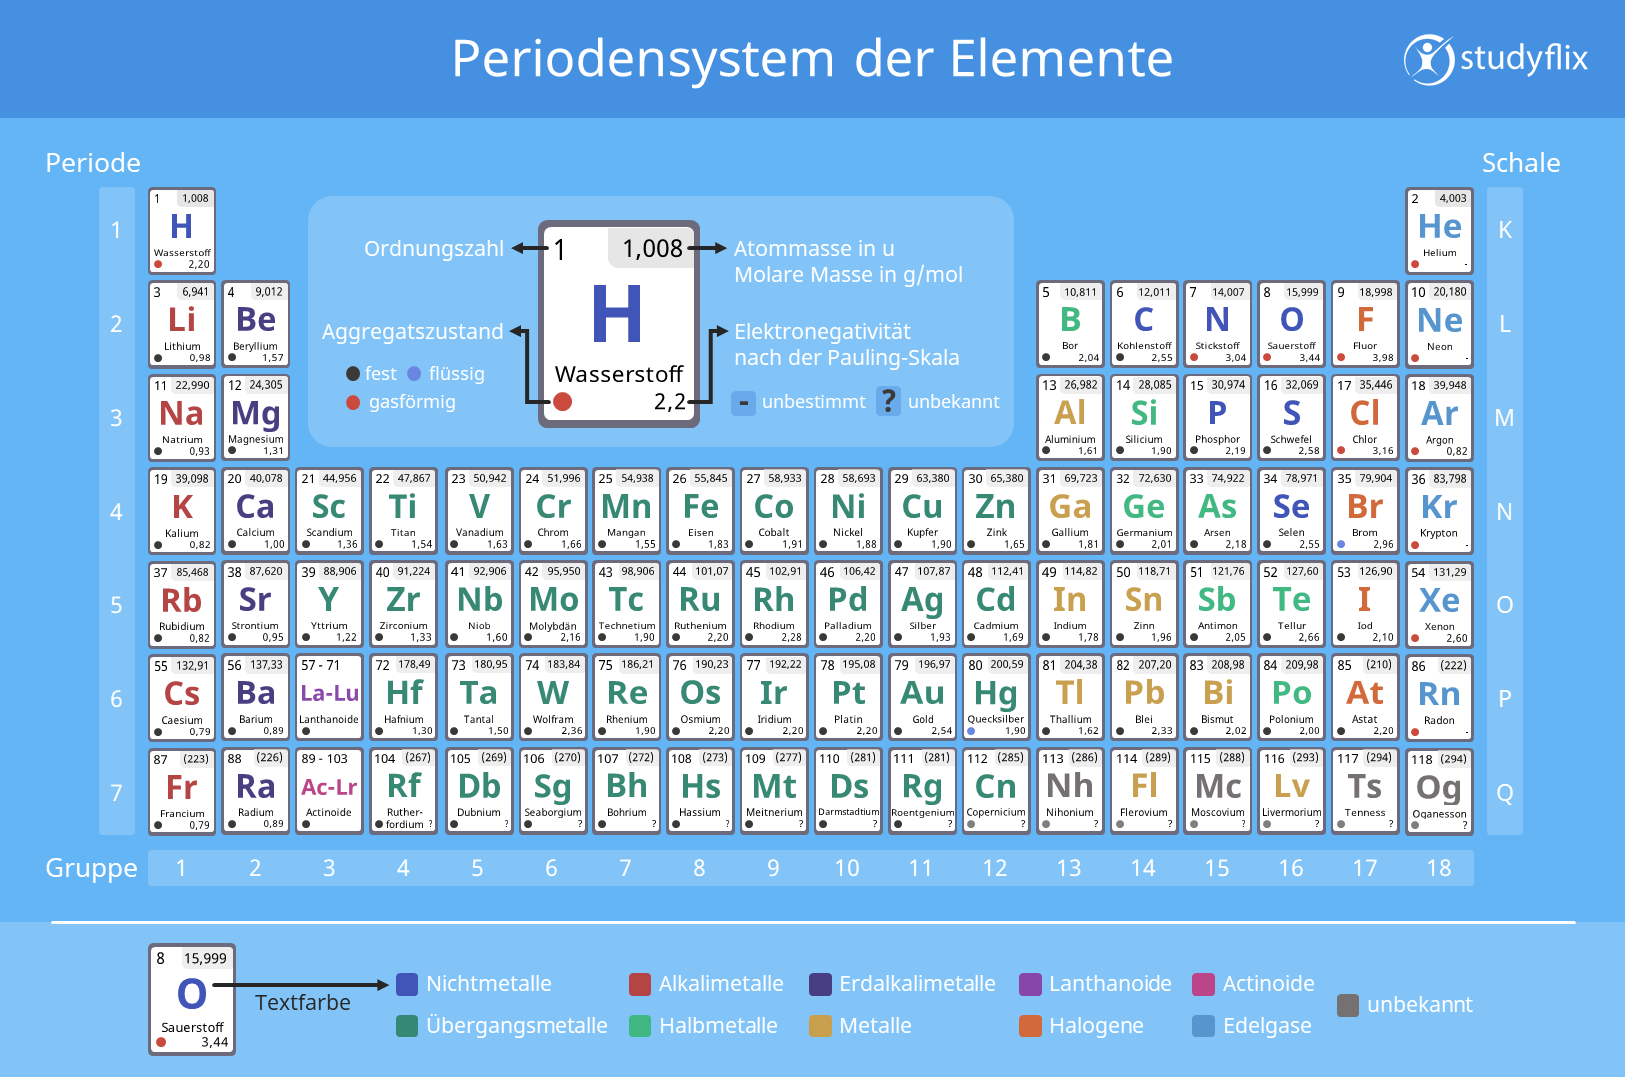 Periodensystem der Elemente
studyflix
Periode
Schale
1 1,008
H
Wasserstoff
2,20
2 4,003
He
Helium
-
1
K
Ordnungszahl
1 1,008
H
Wasserstoff
2,2
Atommasse in u
Molare Masse in g/mol
Aggregatszustand
fest flüssig
gasförmig
Elektronegativität
nach der Pauling-Skala
- unbestimmt ? unbekannt
2
3 6,941 4 9,012 5 10,811 6 12,011 7 14,007 8 15,999 9 18,998 10 20,180
Li Be B C N O F Ne
Lithium Beryllium Bor Kohlenstoff Stickstoff Sauerstoff Fluor Neon
0,98 1,57 2,04 2,55 3,04 3,44 3,98 -
L
3
11 22,990 12 24,305 13 26,982 14 28,085 15 30,974 16 32,069 17 35,446 18 39,948
Na Mg Al Si P S Cl Ar
Natrium Magnesium Aluminium Silicium Phosphor Schwefel Chlor Argon
0,93 1,31 1,61 1,90 2,19 2,58 3,16 0,82
M
4
19 39,098 20 40,078 21 44,956 22 47,867 23 50,942 24 51,996 25 54,938 26 55,845 27 58,933 28 58,693 29 63,380 30 65,380 31 69,723 32 72,630 33 74,922 34 78,971 35 79,904 36 83,798
K Ca Sc Ti V Cr Mn Fe Co Ni Cu Zn Ga Ge As Se Br Kr
Kalium Calcium Scandium Titan Vanadium Chrom Mangan Eisen Cobalt Nickel Kupfer Zink Gallium Germanium Arsen Selen Brom Krypton
0,82 1,00 1,36 1,54 1,63 1,66 1,55 1,83 1,91 1,88 1,90 1,65 1,81 2,01 2,18 2,55 2,96 -
N
5
37 85,468 38 87,620 39 88,906 40 91,224 41 92,906 42 95,950 43 98,906 44 101,07 45 102,91 46 106,42 47 107,87 48 112,41 49 114,82 50 118,71 51 121,76 52 127,60 53 126,90 54 131,29
Rb Sr Y Zr Nb Mo Tc Ru Rh Pd Ag Cd In Sn Sb Te I Xe
Rubidium Strontium Yttrium Zirconium Niob Molybdän Technetium Ruthenium Rhodium Palladium Silber Cadmium Indium Zinn Antimon Tellur Iod Xenon
0,82 0,95 1,22 1,33 1,60 2,16 1,90 2,20 2,28 2,20 1,93 1,69 1,78 1,96 2,05 2,66 2,10 2,60
O
6
55 132,91 56 137,33 57 - 71 72 178,49 73 180,95 74 183,84 75 186,21 76 190,23 77 192,22 78 195,08 79 196,97 80 200,59 81 204,38 82 207,20 83 208,98 84 209,98 85 (210) 86 (222)
Cs Ba La-Lu Hf Ta W Re Os Ir Pt Au Hg Tl Pb Bi Po At Rn
Caesium Barium Lanthanoide Hafnium Tantal Wolfram Rhenium Osmium Iridium Platin Gold Quecksilber Thallium Blei Bismut Polonium Astat Radon
0,79 0,89 1,30 1,50 2,36 1,90 2,20 2,20 2,20 2,54 1,90 1,62 2,33 2,02 2,00 2,20 -
P
7
87 (223) 88 (226) 89 - 103 104 (267) 105 (269) 106 (270) 107 (272) 108 (273) 109 (277) 110 (281) 111 (281) 112 (285) 113 (286) 114 (289) 115 (288) 116 (293) 117 (294) 118 (294)
Fr Ra Ac-Lr Rf Db Sg Bh Hs Mt Ds Rg Cn Nh Fl Mc Lv Ts Og
Francium Radium Actinoide Ruther- Dubnium Seaborgium Bohrium Hassium Meitnerium Darmstadtium Roentgenium Copernicium Nihonium Flerovium Moscovium Livermorium Tenness Oganesson
0,79 0,89 fordium ? ? ? ? ? ? ? ? ? ? ? ? ? ? ?
Q
Gruppe 1 2 3 4 5 6 7 8 9 10 11 12 13 14 15 16 17 18
8 15,999
O
Sauerstoff
3,44
Textfarbe
Nichtmetalle Alkalimetalle Erdalkalimetalle Lanthanoide Actinoide
unbekannt
Übergangsmetalle Halbmetalle Metalle Halogene Edelgase